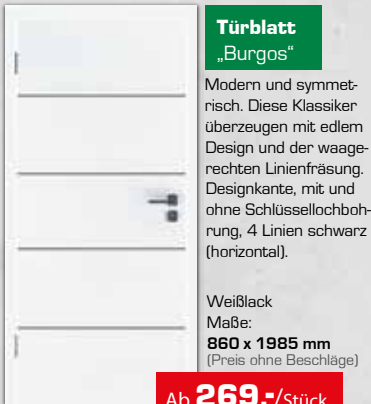 Türblatt
„Burgos“
Modern und symmet-
risch. Diese Klassiker
überzeugen mit edlem
Design und der waage-
rechten Linienfräsung.
Designkante, mit und
ohne Schlüssellochboh-
rung, 4 Linien schwarz
(horizontal).
Weißlack
Maße:
860 x 1985 mm
(Preis ohne Beschläge)
Ab 269,-/Stück